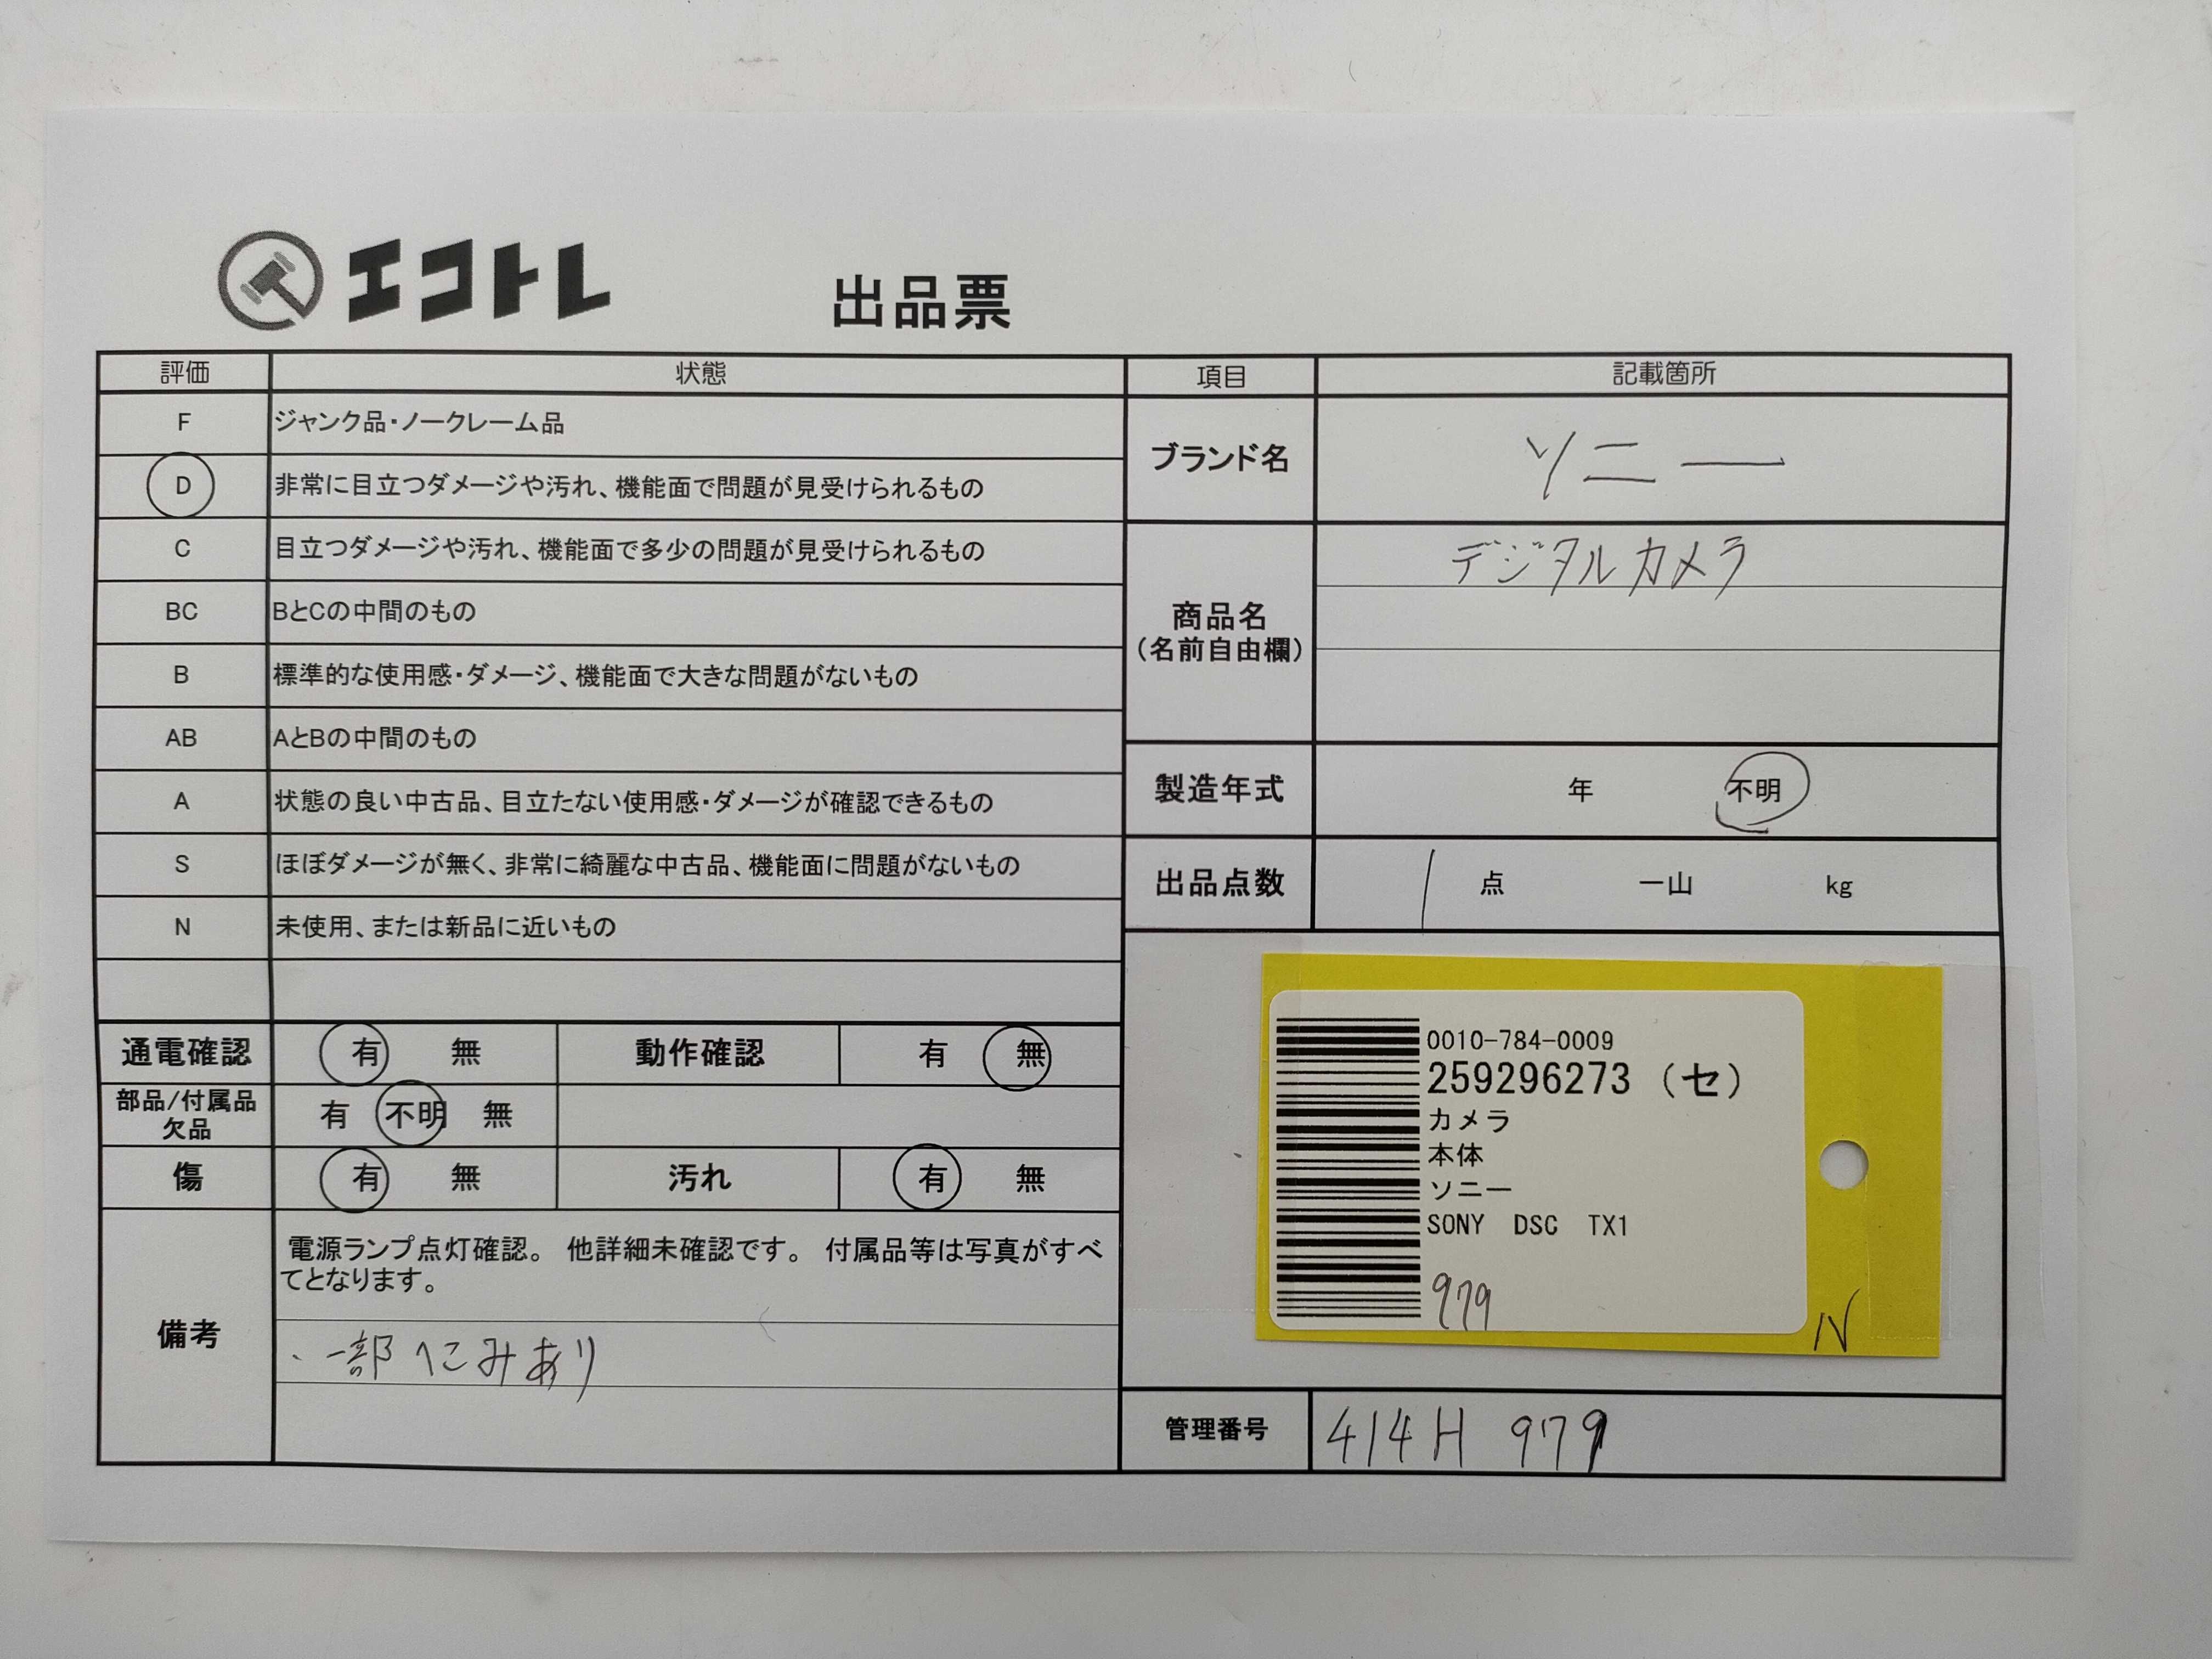 エコトレ
出品票
評価 状態
F ジャンク品・ノークレーム品
D 非常に目立つダメージや汚れ、機能面で問題が見受けられるもの
C 目立つダメージや汚れ、機能面で多少の問題が見受けられるもの
BC BとCの中間のもの
B 標準的な使用感・ダメージ、機能面で大きな問題がないもの
AB AとBの中間のもの
A 状態の良い中古品、目立たない使用感・ダメージが確認できるもの
S ほぼダメージが無く、非常に綺麗な中古品、機能面に問題がないもの
N 未使用、または新品に近いもの
通電確認 有 無 動作確認 有 無
部品/付属品
欠品 有 不明 無
傷 有 無 汚れ 有 無
備考
電源ランプ点灯確認。 他詳細未確認です。 付属品等は写真がすべ
てとなります。
・一部へこみあり
項目 記載箇所
ブランド名 ソニー
商品名
(名前自由欄)
デジタルカメラ
製造年式 年 不明
出品点数 1 点 一山 kg
0010-784-0009
259296273 (セ)
カメラ
本体
ソニー
SONY DSC TX1
979
N
管理番号 414H 979